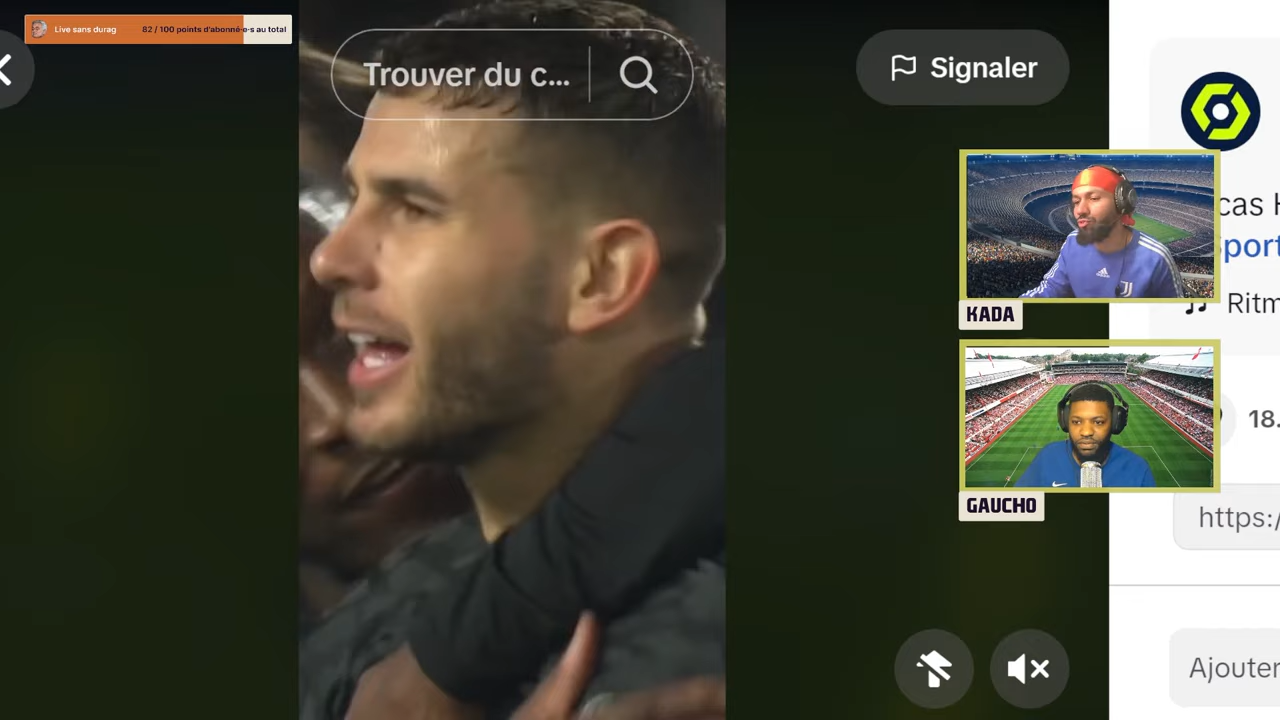 Live sans durag
82 / 100 points d'abonné·e·s au total
Trouver du c...
Signaler
cas H
sport
KADA
Ritm
GAUCHO
18.
https:/
Ajouter